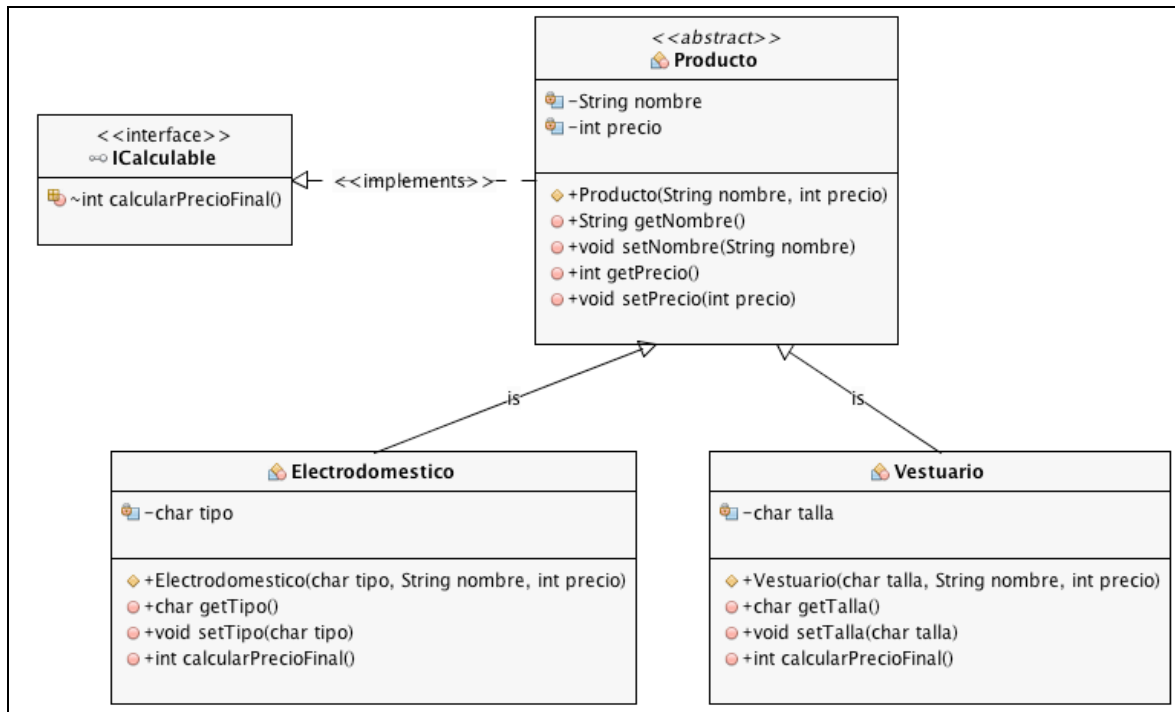 <<abstract>>
Producto
-String nombre
-int precio
+Producto(String nombre, int precio)
+String getNombre()
+void setNombre(String nombre)
+int getPrecio()
+void setPrecio(int precio)
<<interface>>
ICalculable
~int calcularPrecioFinal()
<<implements>>
is
is
Electrodomestico
-char tipo
+Electrodomestico(char tipo, String nombre, int precio)
+char getTipo()
+void setTipo(char tipo)
+int calcularPrecioFinal()
Vestuario
-char talla
+Vestuario(char talla, String nombre, int precio)
+char getTalla()
+void setTalla(char talla)
+int calcularPrecioFinal()